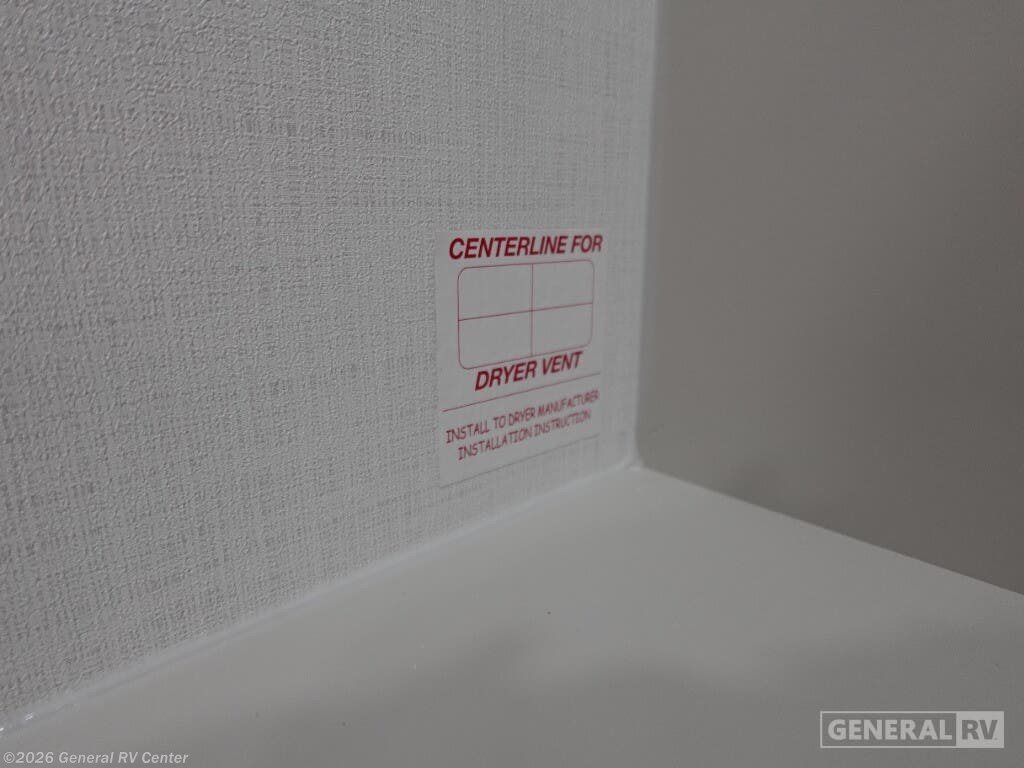 CENTERLINE FOR
DRYER VENT
INSTALL TO DRYER MANUFACTURER
INSTALLATION INSTRUCTION
GENERAL RV
©2026 General RV Center